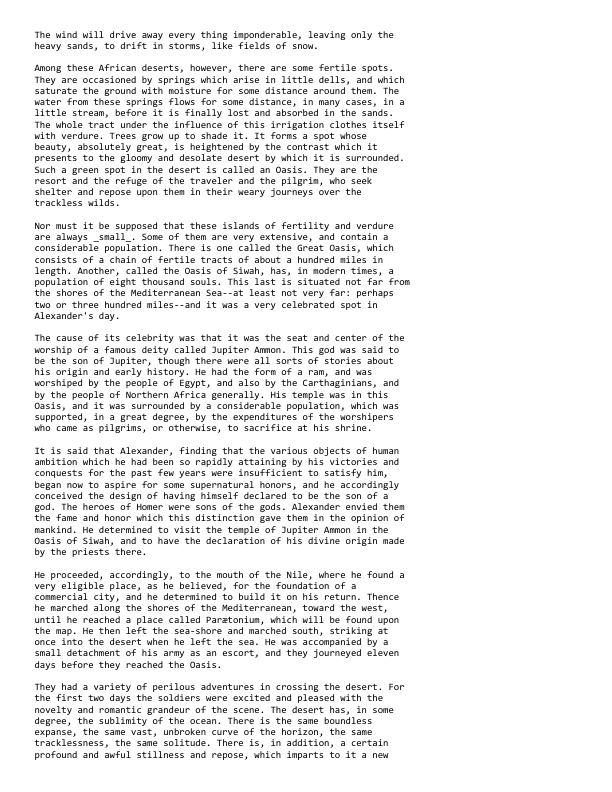 The wind will drive away every thing imponderable, leaving only the
heavy sands, to drift in storms, like fields of snow.

Among these African deserts, however, there are some fertile spots.
They are occasioned by springs which arise in little dells, and which
saturate the ground with moisture for some distance around them. The
water from these springs flows for some distance, in many cases, in a
little stream, before it is finally lost and absorbed in the sands.
The whole tract under the influence of this irrigation clothes itself
with verdure. Trees grow up to shade it. It forms a spot whose
beauty, absolutely great, is heightened by the contrast which it
presents to the gloomy and desolate desert by which it is surrounded.
Such a green spot in the desert is called an Oasis. They are the
resort and the refuge of the traveler and the pilgrim, who seek
shelter and repose upon them in their weary journeys over the
trackless wilds.

Nor must it be supposed that these islands of fertility and verdure
are always _small_. Some of them are very extensive, and contain a
considerable population. There is one called the Great Oasis, which
consists of a chain of fertile tracts of about a hundred miles in
length. Another, called the Oasis of Siwah, has, in modern times, a
population of eight thousand souls. This last is situated not far from
the shores of the Mediterranean Sea--at least not very far: perhaps
two or three hundred miles--and it was a very celebrated spot in
Alexander's day.

The cause of its celebrity was that it was the seat and center of the
worship of a famous deity called Jupiter Ammon. This god was said to
be the son of Jupiter, though there were all sorts of stories about
his origin and early history. He had the form of a ram, and was
worshiped by the people of Egypt, and also by the Carthaginians, and
by the people of Northern Africa generally. His temple was in this
Oasis, and it was surrounded by a considerable population, which was
supported, in a great degree, by the expenditures of the worshipers
who came as pilgrims, or otherwise, to sacrifice at his shrine.

It is said that Alexander, finding that the various objects of human
ambition which he had been so rapidly attaining by his victories and
conquests for the past few years were insufficient to satisfy him,
began now to aspire for some supernatural honors, and he accordingly
conceived the design of having himself declared to be the son of a
god. The heroes of Homer were sons of the gods. Alexander envied them
the fame and honor which this distinction gave them in the opinion of
mankind. He determined to visit the temple of Jupiter Ammon in the
Oasis of Siwah, and to have the declaration of his divine origin made
by the priests there.

He proceeded, accordingly, to the mouth of the Nile, where he found a
very eligible place, as he believed, for the foundation of a
commercial city, and he determined to build it on his return. Thence
he marched along the shores of the Mediterranean, toward the west,
until he reached a place called Parætonium, which will be found upon
the map. He then left the sea-shore and marched south, striking at
once into the desert when he left the sea. He was accompanied by a
small detachment of his army as an escort, and they journeyed eleven
days before they reached the Oasis.

They had a variety of perilous adventures in crossing the desert. For
the first two days the soldiers were excited and pleased with the
novelty and romantic grandeur of the scene. The desert has, in some
degree, the sublimity of the ocean. There is the same boundless
expanse, the same vast, unbroken curve of the horizon, the same
tracklessness, the same solitude. There is, in addition, a certain
profound and awful stillness and repose, which imparts to it a new